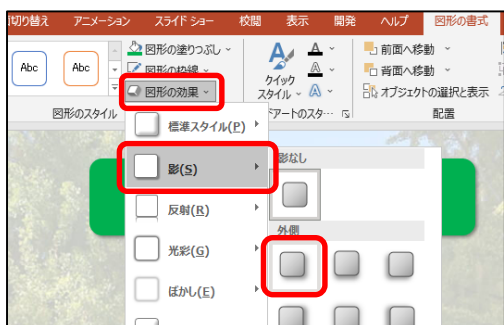 切り替え アニメーション スライド ショー 校閲 表示 開発 ヘルプ 図形の書式
Abc Abc 図形の塗りつぶし クイック スタイル A A 前面へ移動
図形の枠線 背面へ移動
図形の効果 オブジェクトの選択と表示
図形のスタイル ドアートのスタ… 配置
標準スタイル(P)
影(S)
影なし
反射(R)
外側
光彩(G)
ぼかし(E)